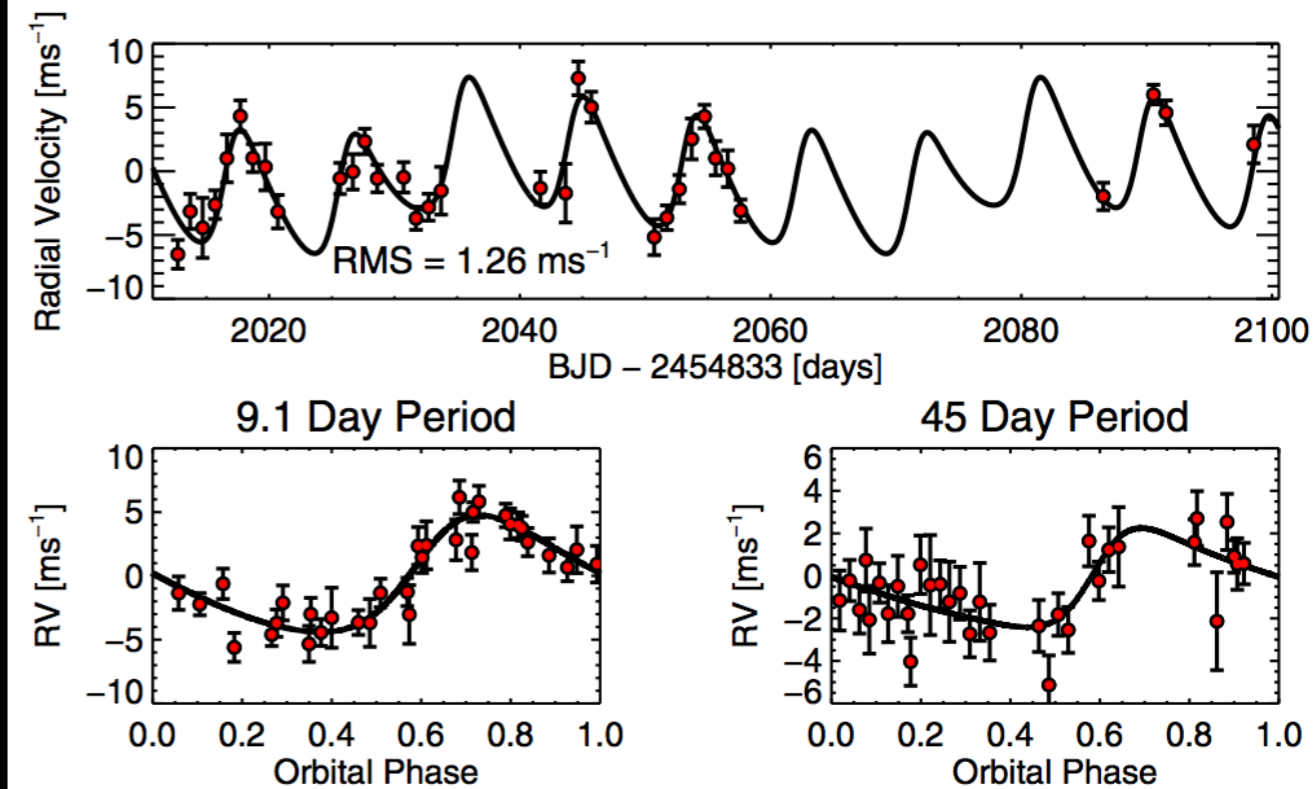 Radial Velocity [ms⁻¹]
10
5
0
−5
−10
RMS = 1.26 ms⁻¹
2020 2040 2060 2080 2100
BJD − 2454833 [days]
9.1 Day Period
RV [ms⁻¹]
10
5
0
−5
−10
0.0 0.2 0.4 0.6 0.8 1.0
Orbital Phase
45 Day Period
RV [ms⁻¹]
6
4
2
0
−2
−4
−6
0.0 0.2 0.4 0.6 0.8 1.0
Orbital Phase